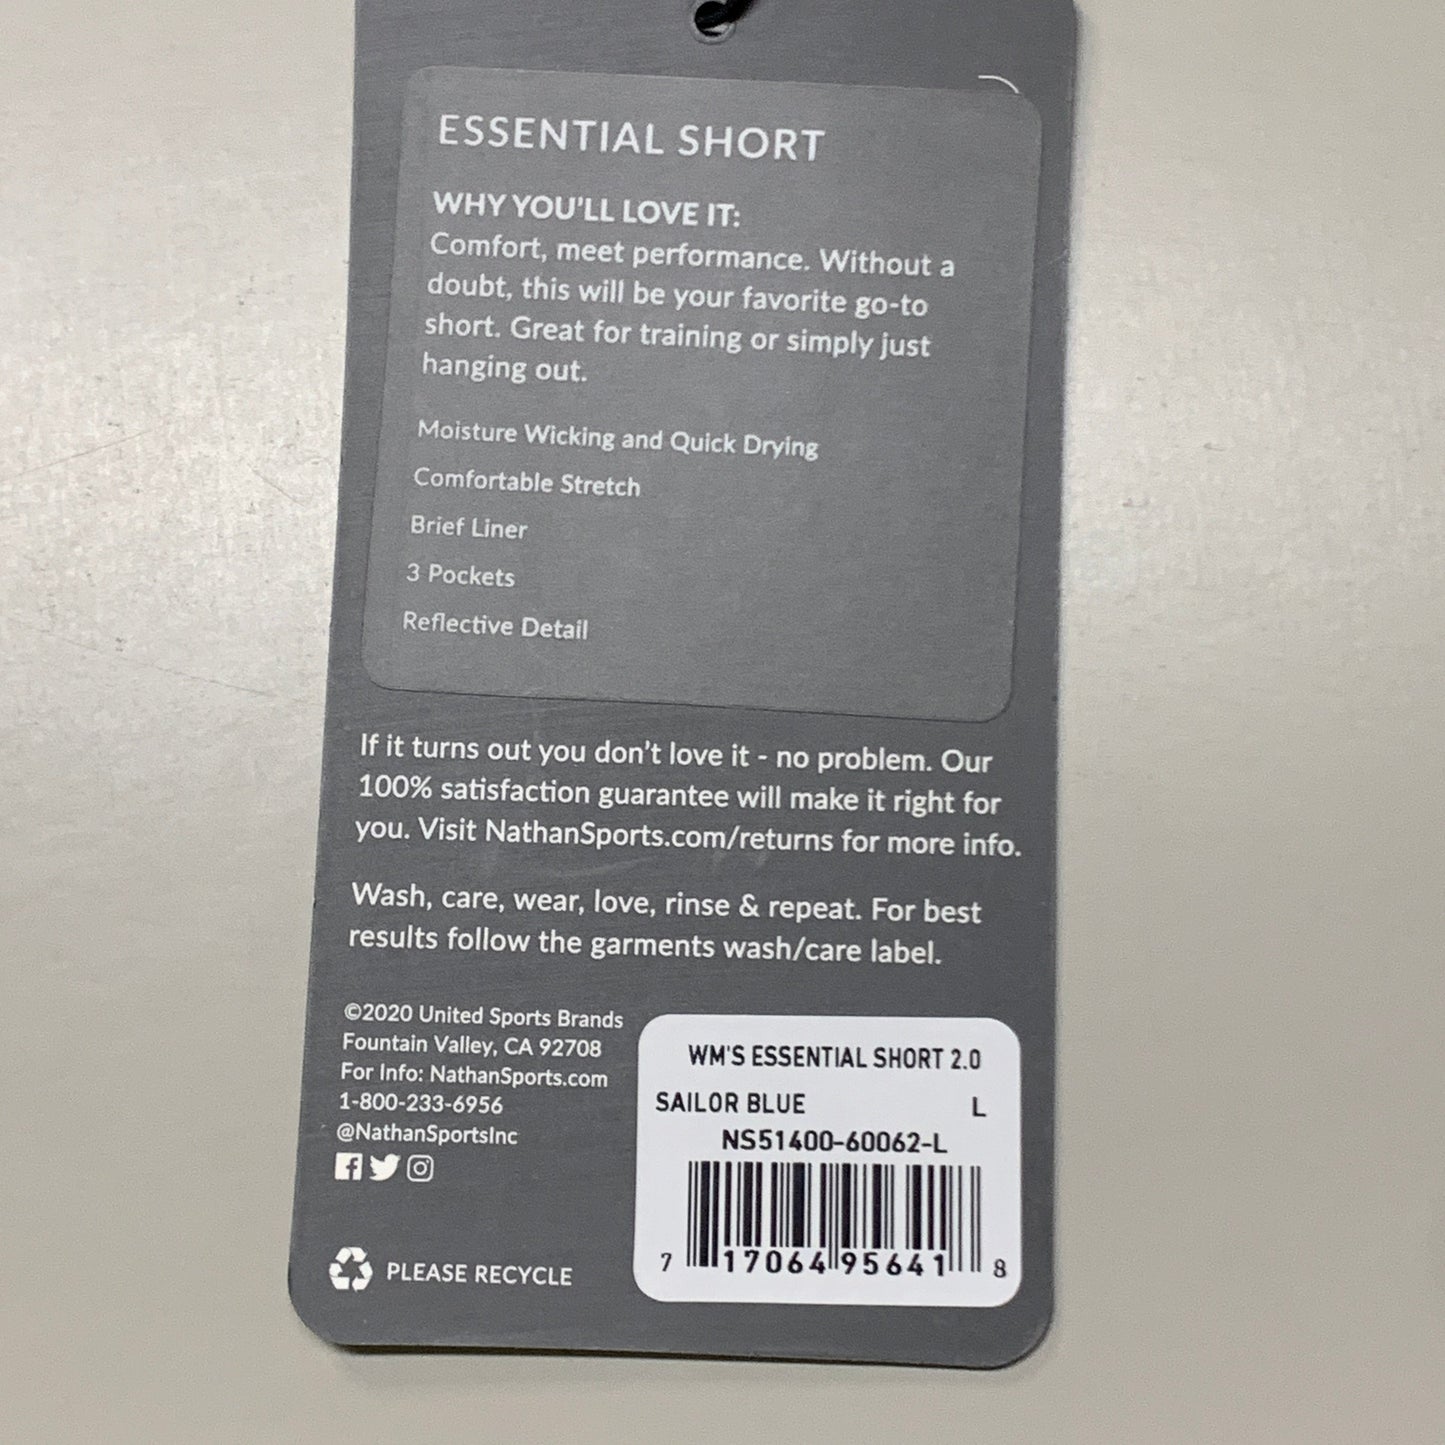 ESSENTIAL SHORT
WHY YOU'LL LOVE IT:
Comfort, meet performance. Without a
doubt, this will be your favorite go-to
short. Great for training or simply just
hanging out.
Moisture Wicking and Quick Drying
Comfortable Stretch
Brief Liner
3 Pockets
Reflective Detail
If it turns out you don't love it - no problem. Our
100% satisfaction guarantee will make it right for
you. Visit NathanSports.com/returns for more info.
Wash, care, wear, love, rinse & repeat. For best
results follow the garments wash/care label.
©2020 United Sports Brands
Fountain Valley, CA 92708
For Info: NathanSports.com
1-800-233-6956
@NathanSportsInc
PLEASE RECYCLE
WM'S ESSENTIAL SHORT 2.0
SAILOR BLUE L
NS51400-60062-L
7 17064 95641 8